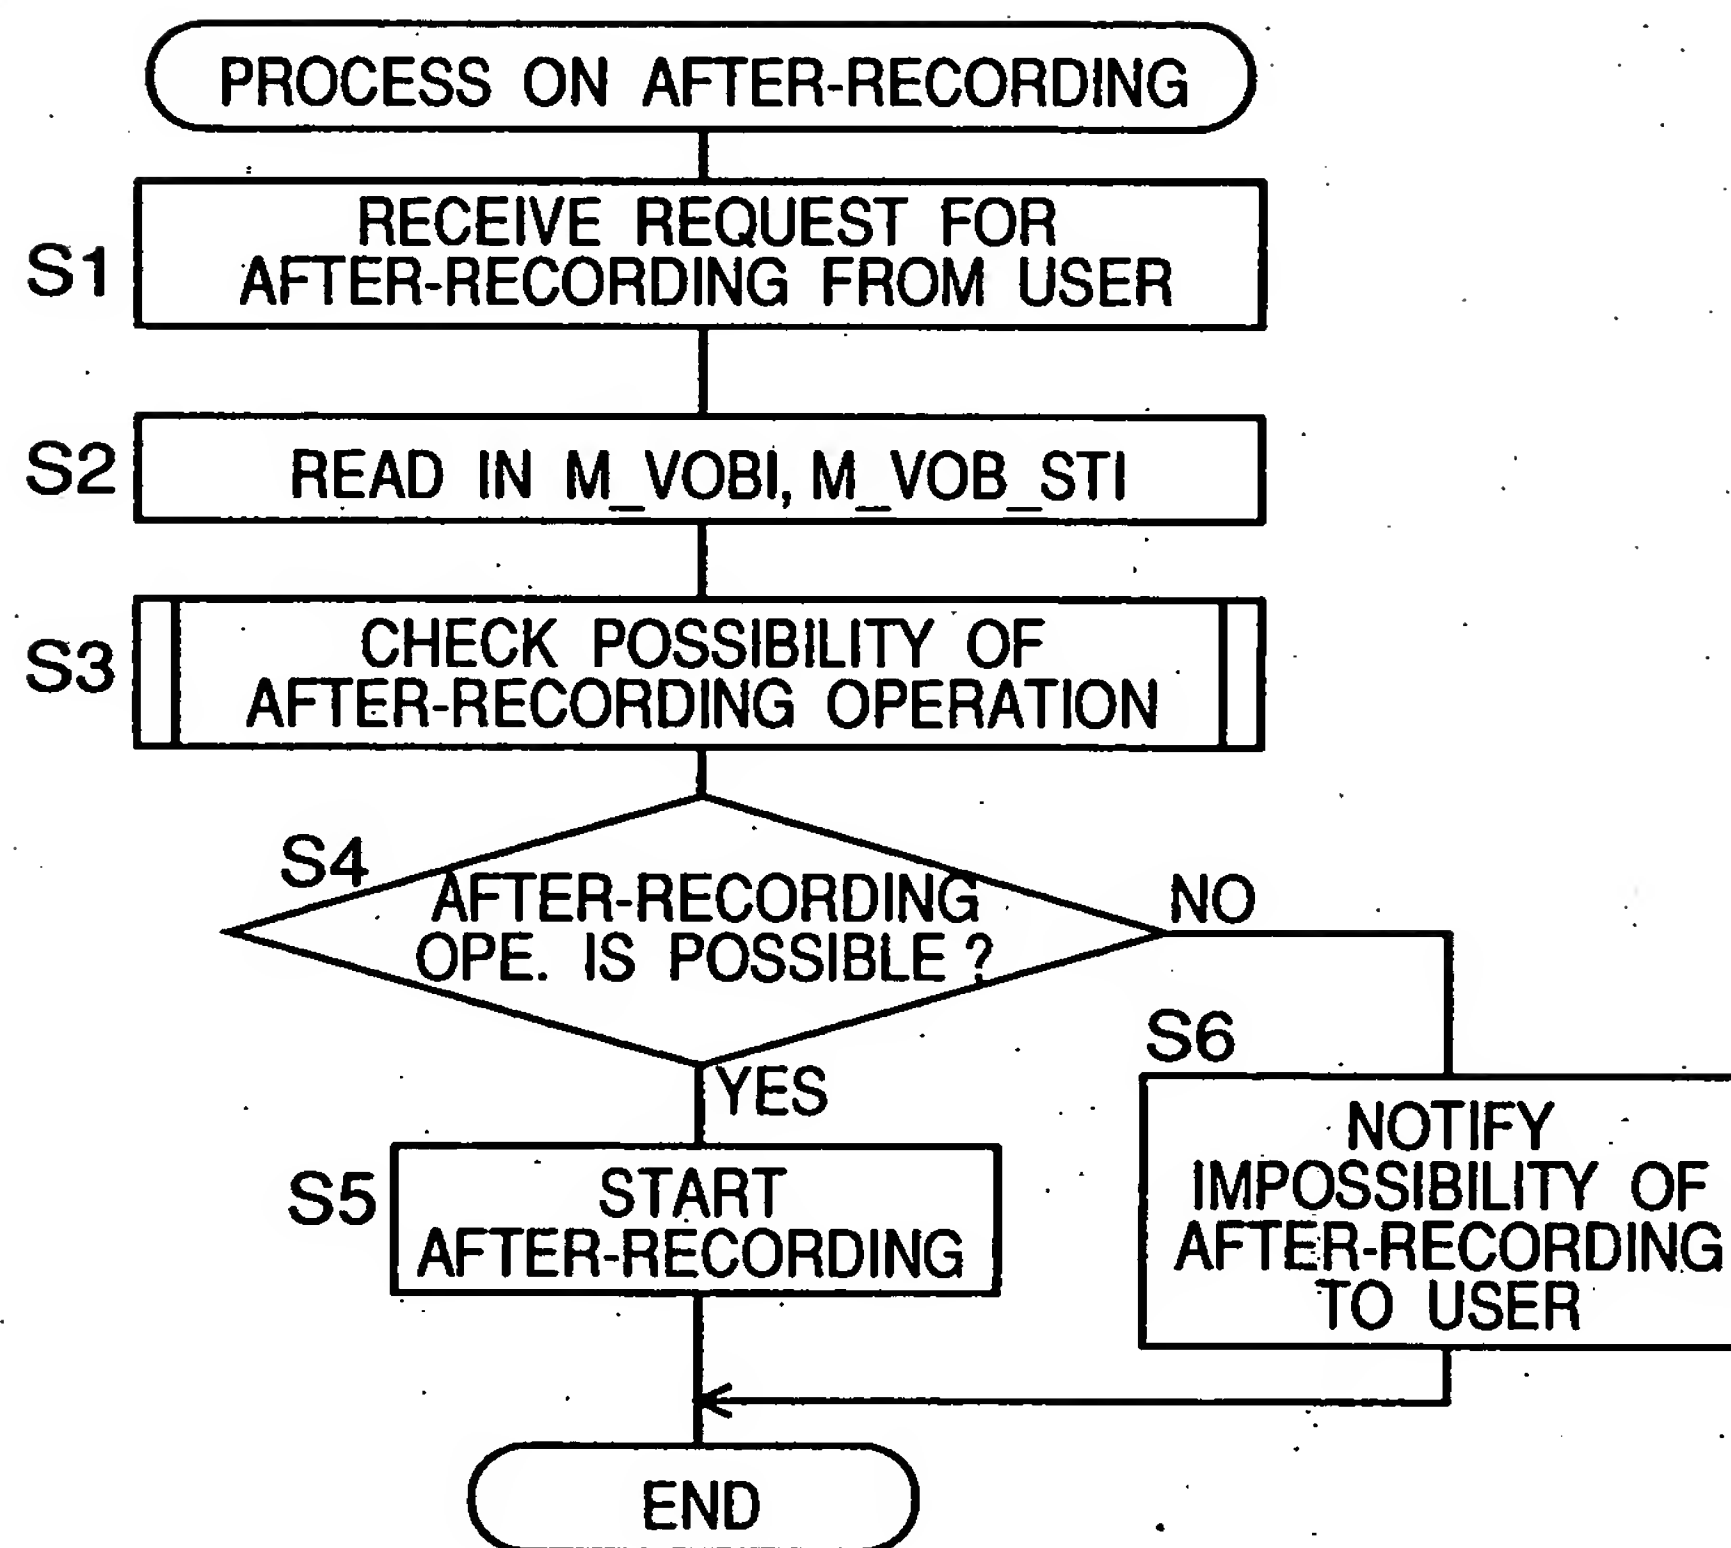 PROCESS ON AFTER-RECORDING
S1
RECEIVE REQUEST FOR
AFTER-RECORDING FROM USER
S2
READ IN M_VOBI, M_VOB_STI
S3
CHECK POSSIBILITY OF
AFTER-RECORDING OPERATION
S4
AFTER-RECORDING
OPE. IS POSSIBLE ?
NO
YES
S6
NOTIFY
IMPOSSIBILITY OF
AFTER-RECORDING
TO USER
S5
START
AFTER-RECORDING
END